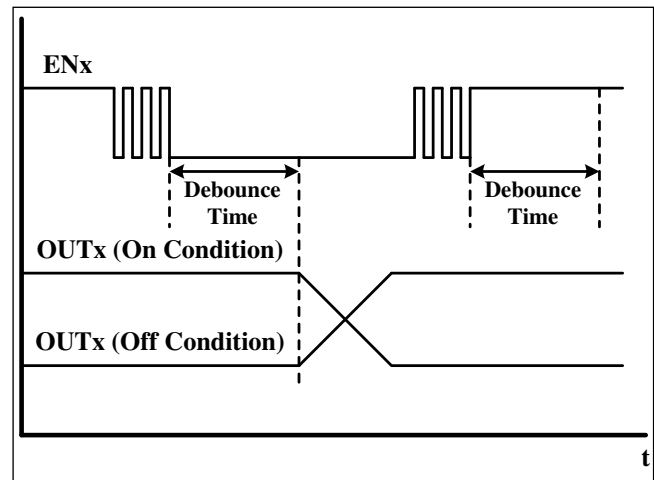 ENx
Debounce
Time
Debounce
Time
OUTx (On Condition)
OUTx (Off Condition)
t